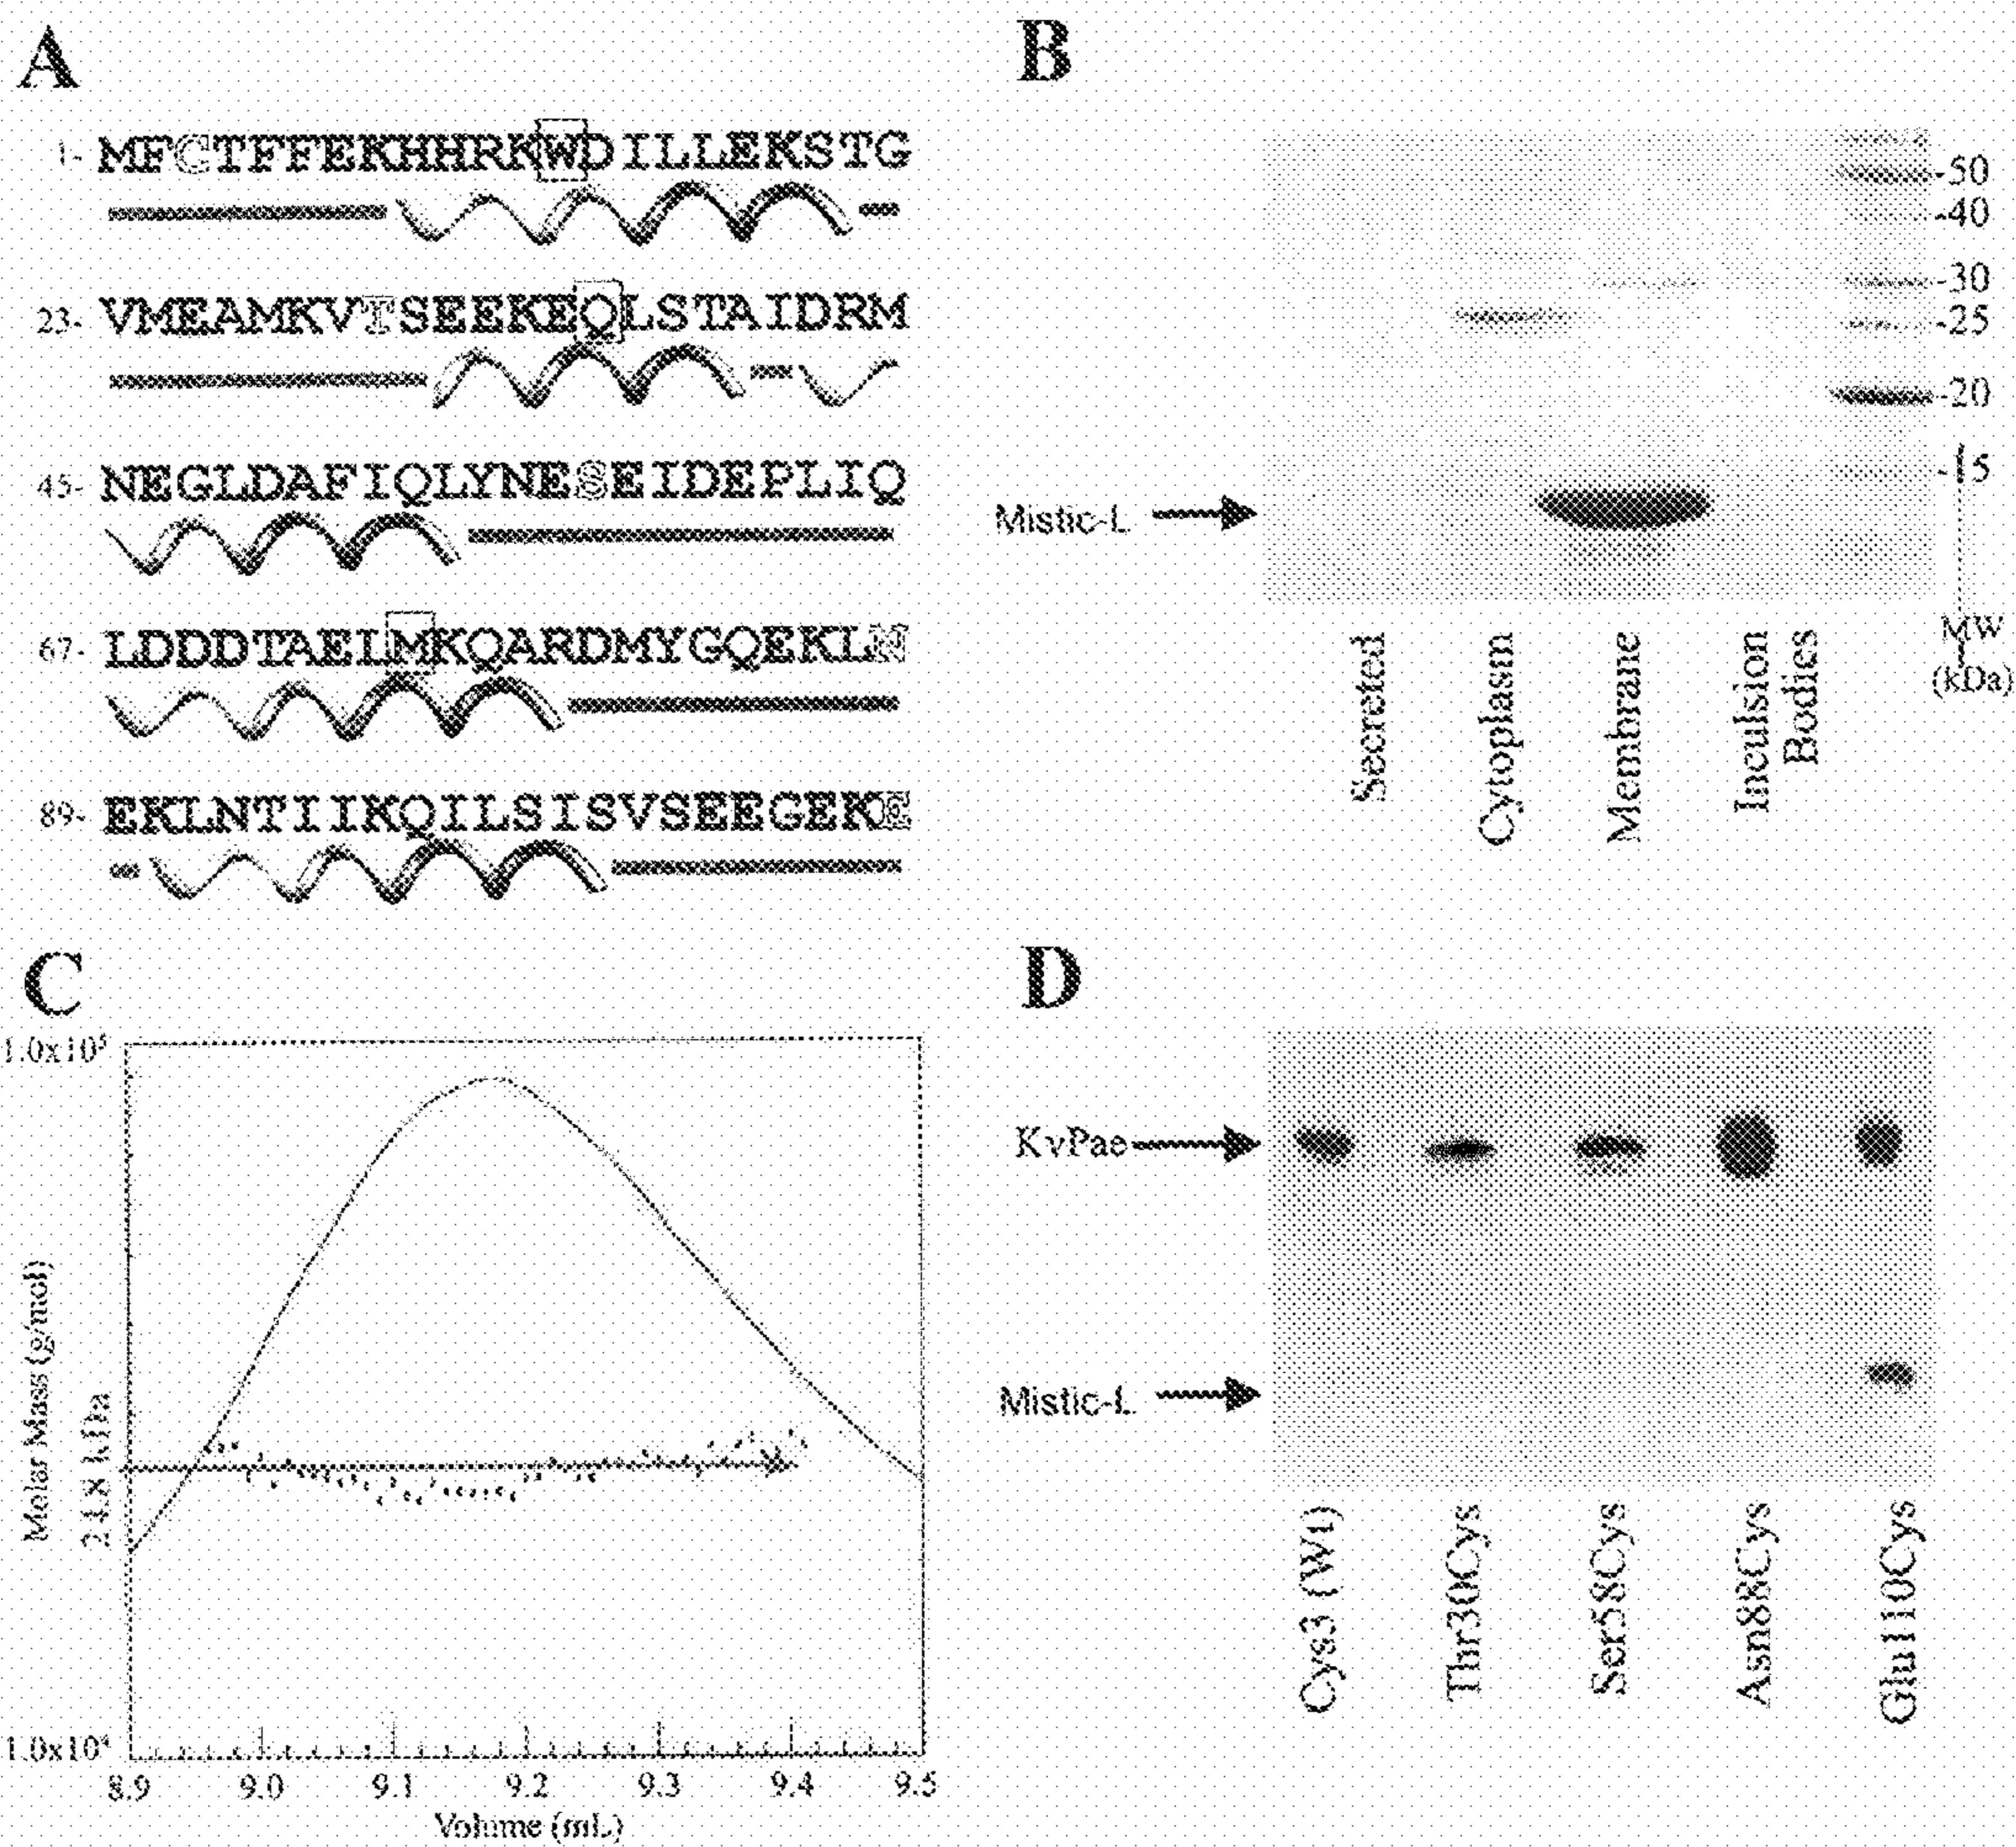 A
1- MFCTFFEKHHRKWDILLEKSTG
23- VMEAMKVTSEEKEQLSTAIDRM
45- NEGLDAFIQLYNESEIDEPLIQ
67- LDDDTAELMKQARDMYGQEKLN
89- EKLNTIIKQILSISVSEEGEKE
B
-50
-40
-30
-25
-20
-15
Mistic-L
MW
(kDa)
Secreted
Cytoplasm
Membrane
Inculsion
Bodies
C
1.0x10⁵
Molar Mass (g/mol)
24.8 kDa
1.0x10⁴
8.9 9.0 9.1 9.2 9.3 9.4 9.5
Volume (mL)
D
KvPae
Mistic-L
Cys3 (Wt)
Thr30Cys
Ser58Cys
Asn88Cys
Glu110Cys